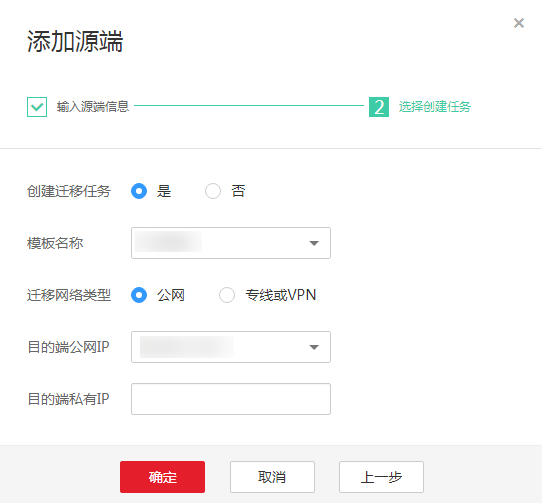 添加源端
×
输入源端信息
2 选择创建任务
创建迁移任务 是 否
模板名称
迁移网络类型 公网 专线或VPN
目的端公网IP
目的端私有IP
确定 取消 上一步